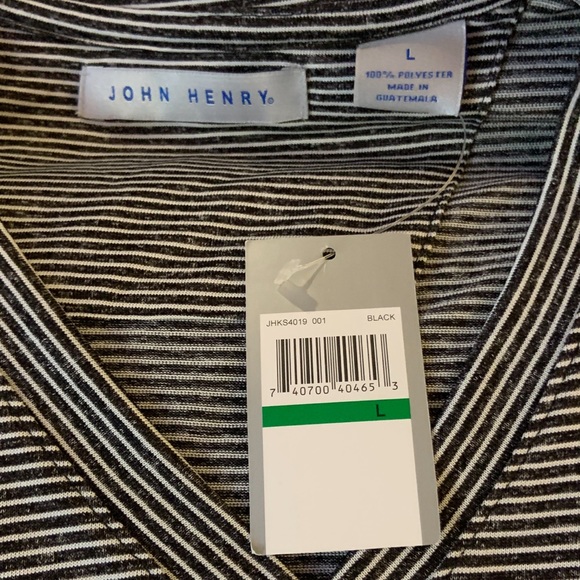 JOHN HENRY®
L
100% POLYESTER
MADE IN
GUATEMALA
JHKS4019 001 BLACK
7 40700 40465 3
L